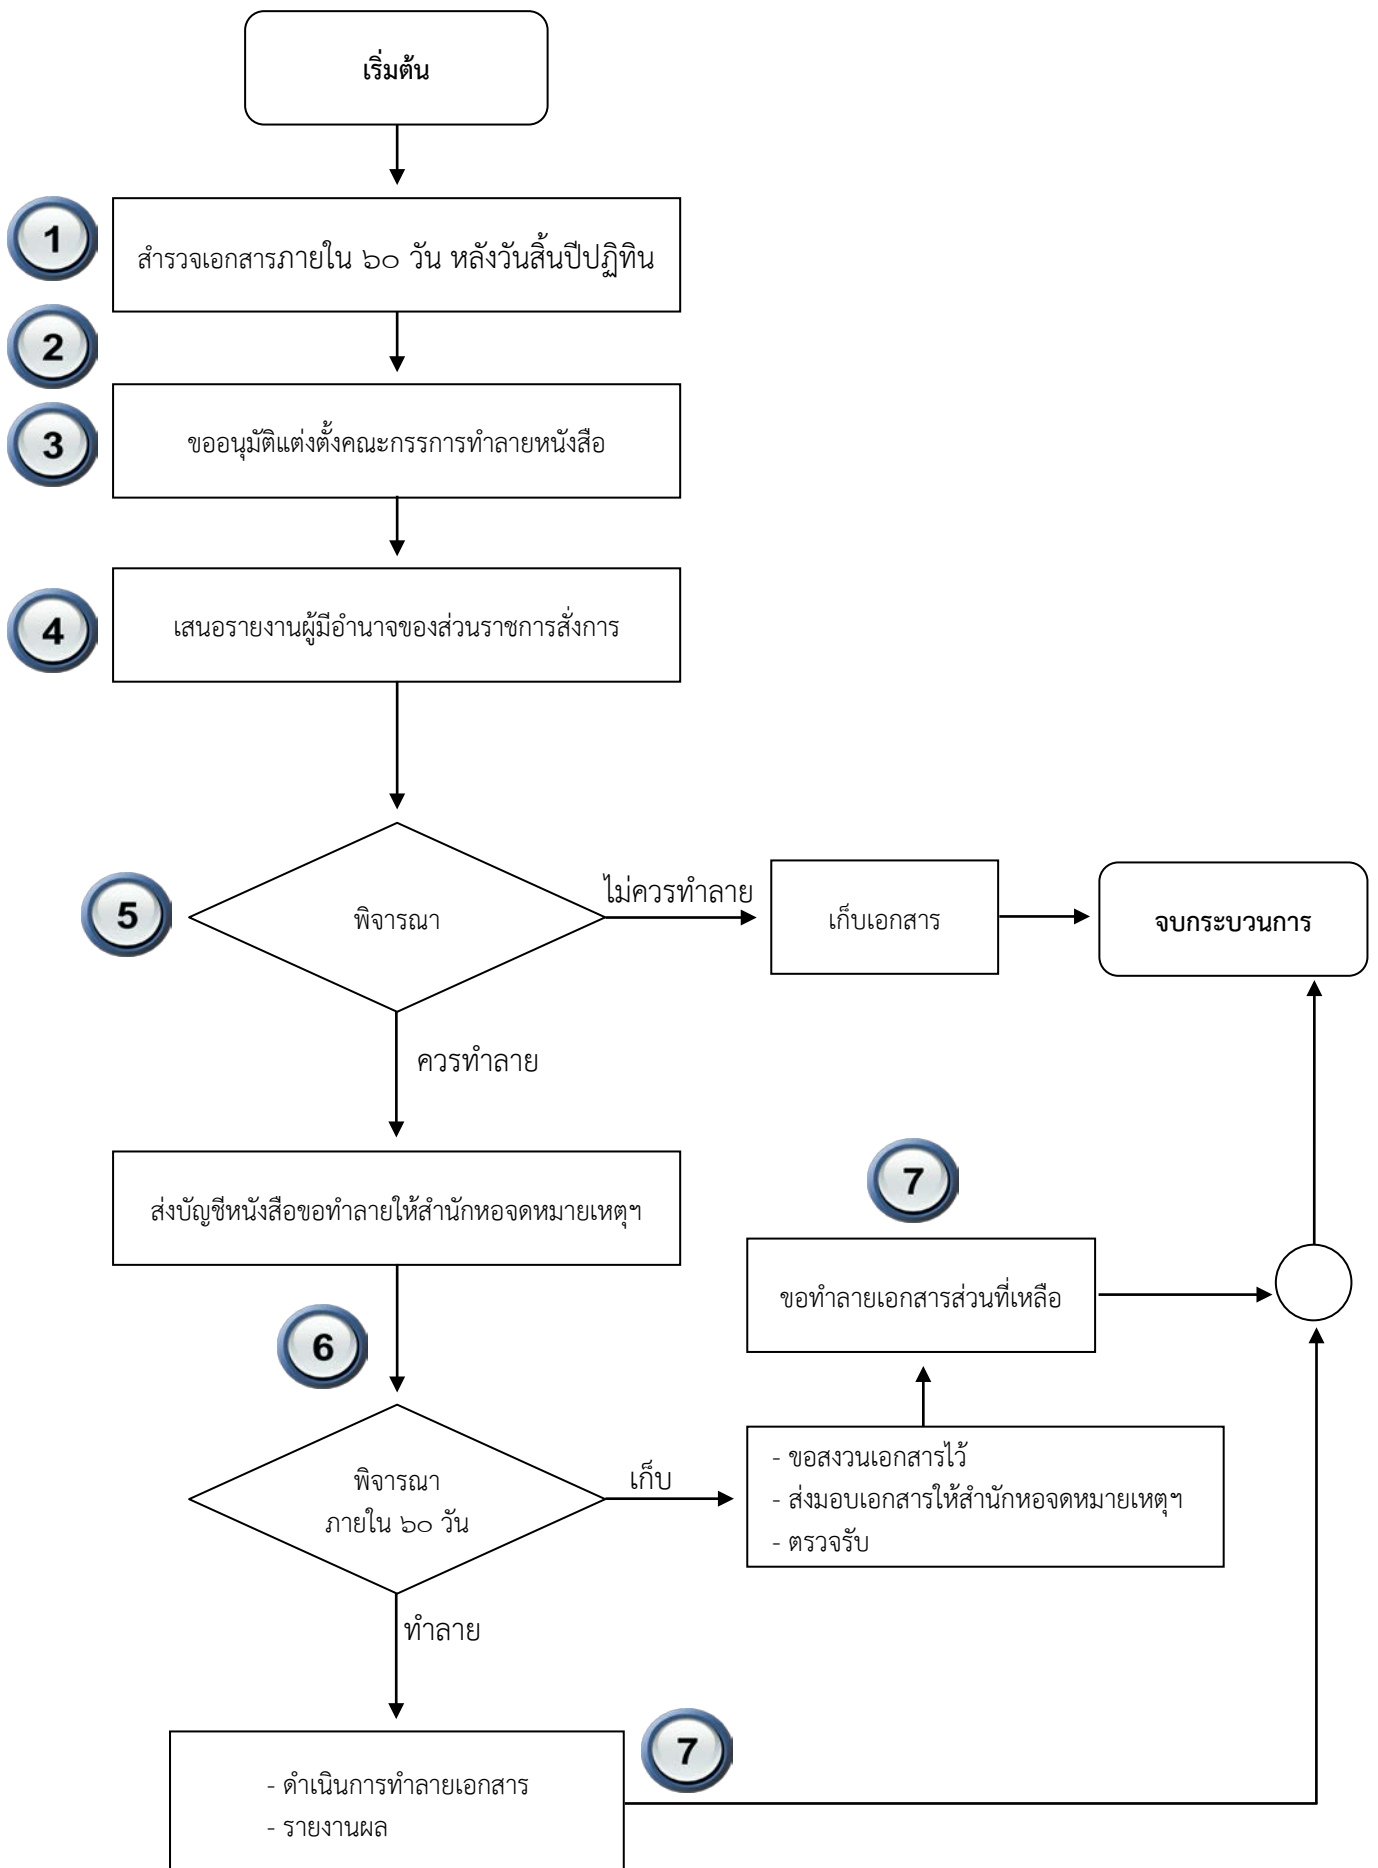 เริ่มต้น
1
สำรวจเอกสารภายใน ๖๐ วัน หลังวันสิ้นปีปฏิทิน
2
3
ขออนุมัติแต่งตั้งคณะกรรการทำลายหนังสือ
4
เสนอรายงานผู้มีอำนาจของส่วนราชการสั่งการ
5
พิจารณา
ไม่ควรทำลาย
เก็บเอกสาร
จบกระบวนการ
ควรทำลาย
ส่งบัญชีหนังสือขอทำลายให้สำนักหอจดหมายเหตุฯ
7
ขอทำลายเอกสารส่วนที่เหลือ
6
พิจารณา
ภายใน ๖๐ วัน
เก็บ
- ขอสงวนเอกสารไว้
- ส่งมอบเอกสารให้สำนักหอจดหมายเหตุฯ
- ตรวจรับ
ทำลาย
7
- ดำเนินการทำลายเอกสาร
- รายงานผล